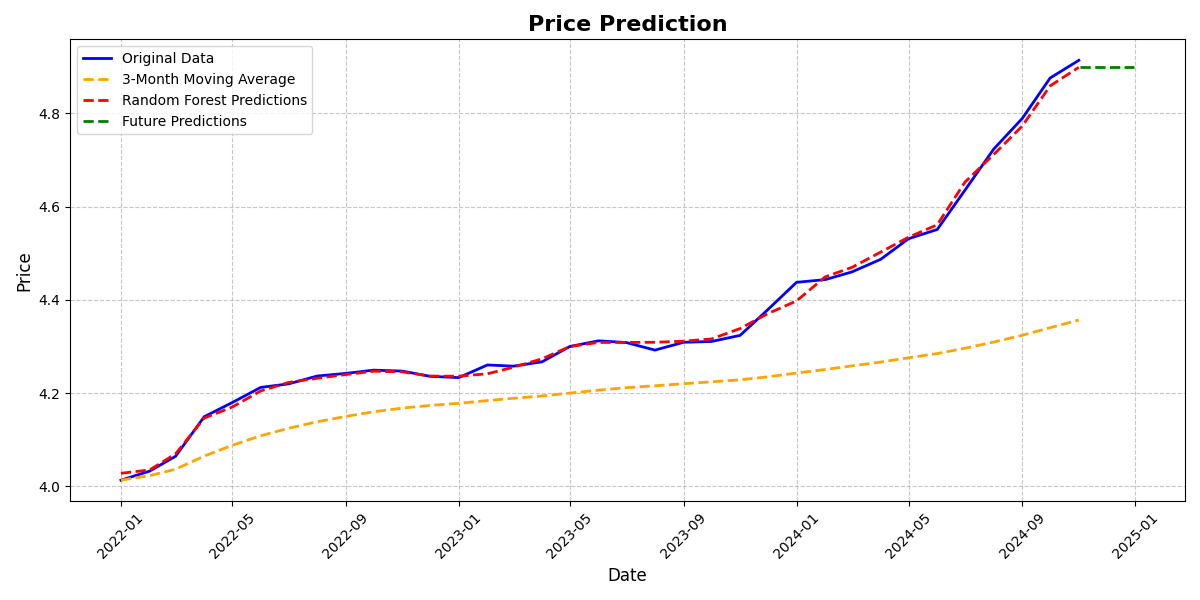 Price Prediction
Original Data
3-Month Moving Average
Random Forest Predictions
Future Predictions
Price
4.8
4.6
4.4
4.2
4.0
2022-01
2022-05
2022-09
2023-01
2023-05
2023-09
2024-01
2024-05
2024-09
2025-01
Date